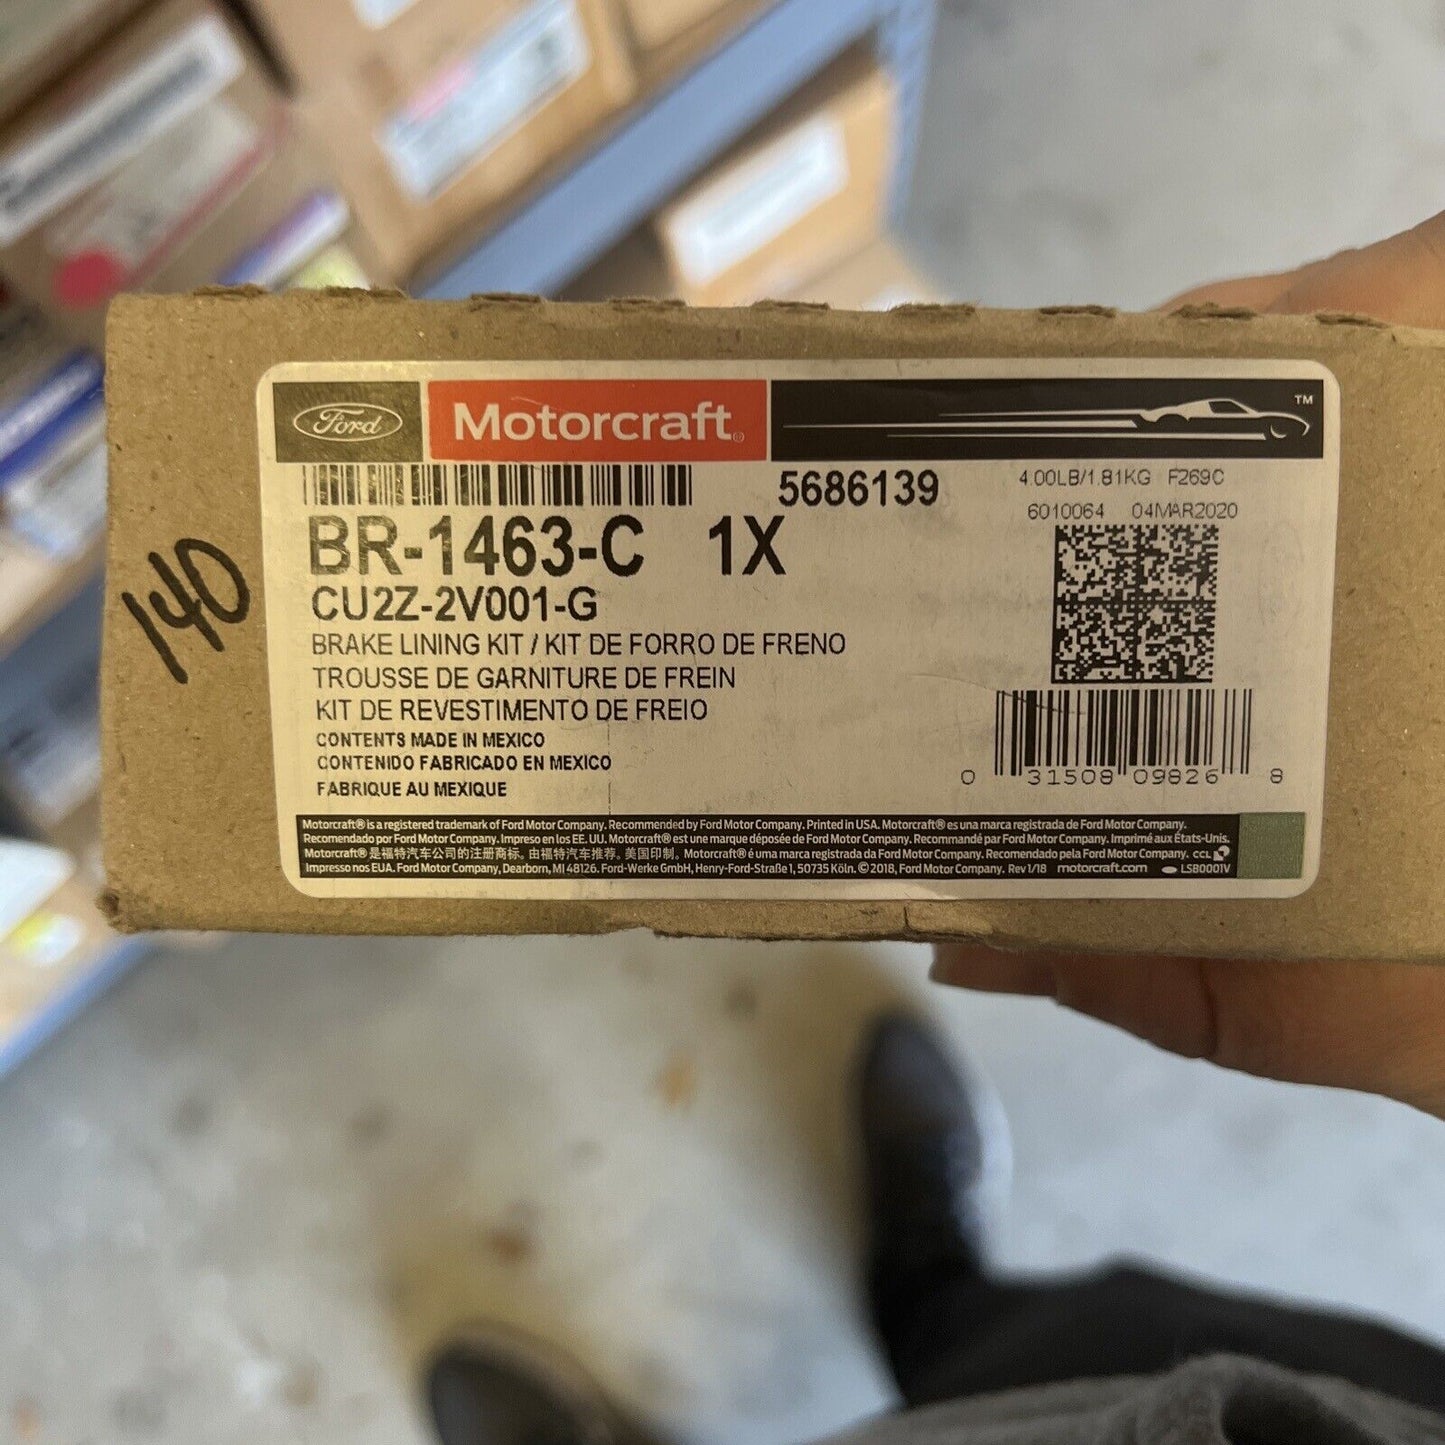 Ford Motorcraft® TM
5686139
4.00LB/1.81KG F269C
6010064 04MAR2020
BR-1463-C 1X
CU2Z-2V001-G
BRAKE LINING KIT / KIT DE FORRO DE FRENO
TROUSSE DE GARNITURE DE FREIN
KIT DE REVESTIMENTO DE FREIO
CONTENTS MADE IN MEXICO
CONTENIDO FABRICADO EN MEXICO
FABRIQUE AU MEXIQUE
0 31508 09826 8
140
Motorcraft® is a registered trademark of Ford Motor Company. Recommended by Ford Motor Company. Printed in USA. Motorcraft® es una marca registrada de Ford Motor Company.
Recomendado por Ford Motor Company. Impreso en los EE. UU. Motorcraft® est une marque déposée de Ford Motor Company. Recommandé par Ford Motor Company. Imprimé aux États-Unis.
Motorcraft® 是福特汽车公司的注册商标。由福特汽车推荐。美国印制。 Motorcraft® é uma marca registrada da Ford Motor Company. Recomendado pela Ford Motor Company. CCL
Impresso nos EUA. Ford Motor Company, Dearborn, MI 48126. Ford-Werke GmbH, Henry-Ford-Straße 1, 50735 Köln. © 2018, Ford Motor Company. Rev 1/18 motorcraft.com LSB0001V